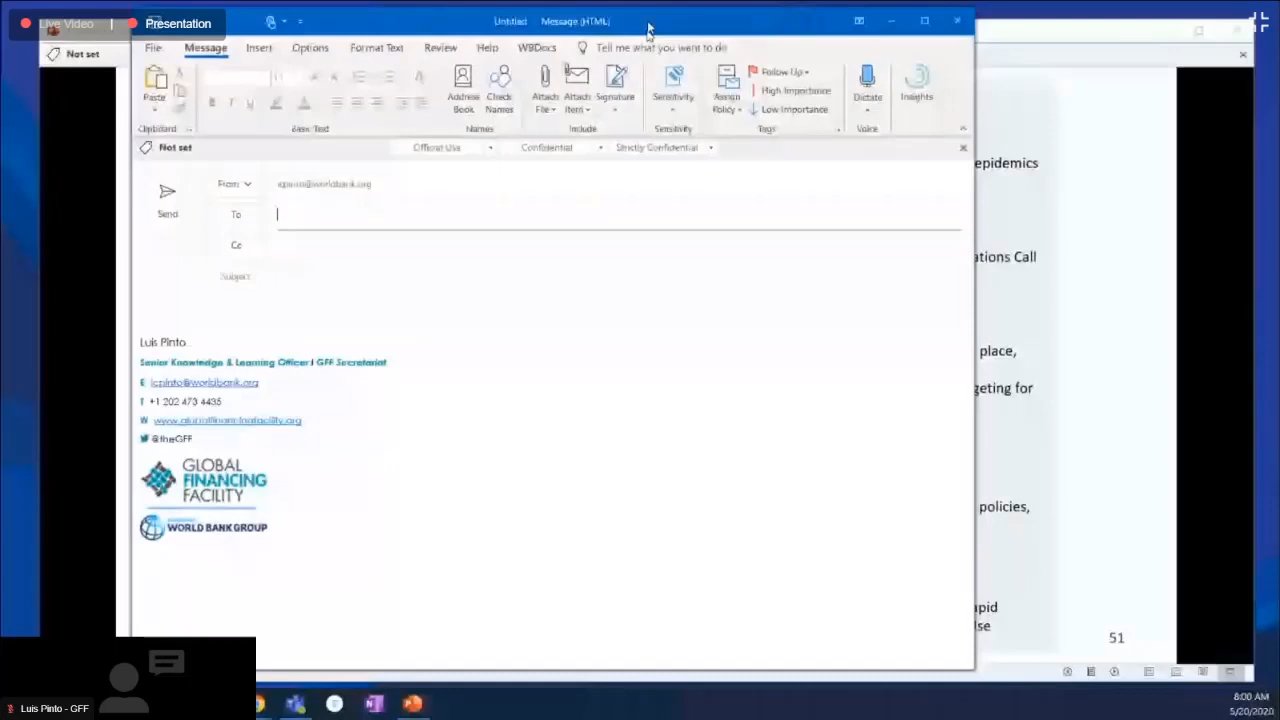 Live Video | Presentation
Untitled Message (HTML)
Not set
File Message Insert Options Format Text Review Help WBDocs Tell me what you want to do
Paste
Address Book
Check Names
Attach File
Attach Item
Signature
Sensitivity
Assign Policy
Follow Up
High Importance
Low Importance
Dictate
Insights
Clipboard Basic Text Names Include Sensitivity Tags Voice
Not set Official Use Confidential Strictly Confidential
From
Send
To
Cc
Subject
Luis Pinto
Senior Knowledge & Learning Officer I GFF Secretariat
E lcpinto@worldbank.org
T +1 202 473 4435
W
@theGFF
GLOBAL
FINANCING
FACILITY
WORLD BANK GROUP
epidemics
ations Call
place,
geting for
policies,
apid
lse
51
Luis Pinto - GFF
8:00 AM
5/20/2020